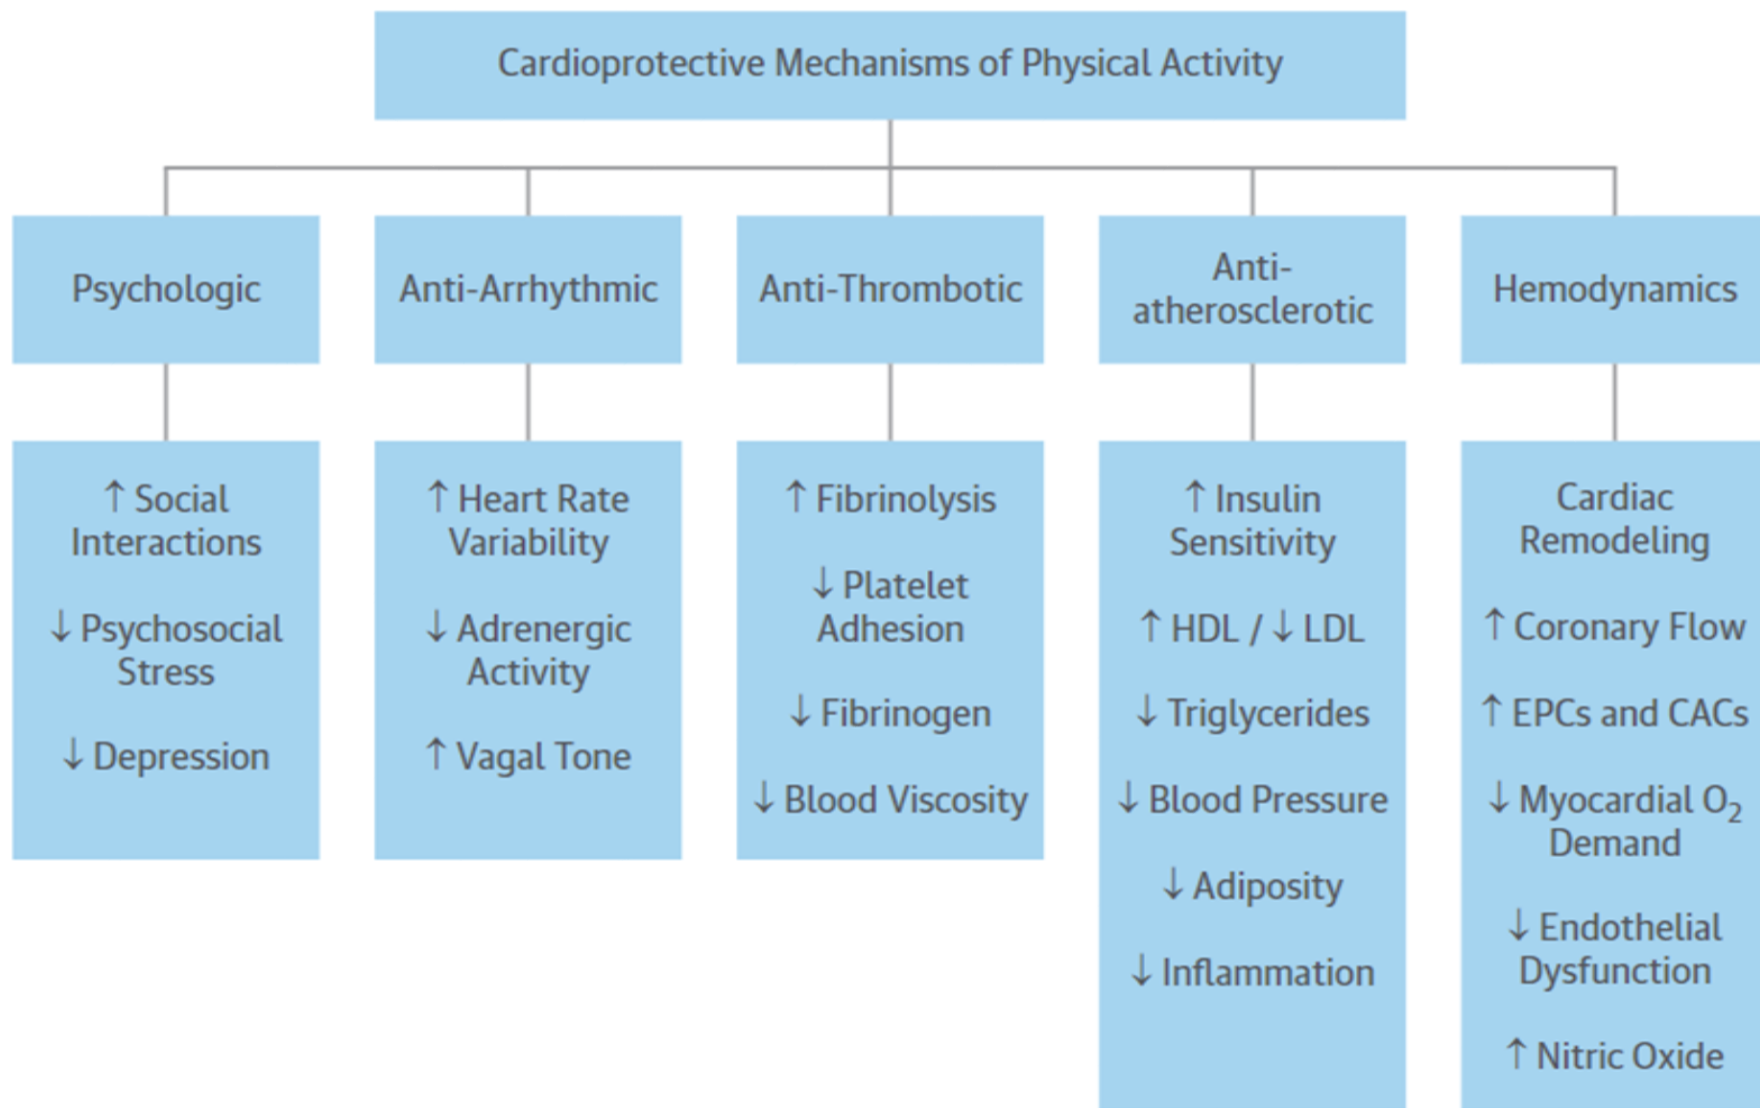 Cardioprotective Mechanisms of Physical Activity
Psychologic
Anti-Arrhythmic
Anti-Thrombotic
Anti-
atherosclerotic
Hemodynamics
↑ Social
Interactions
↓ Psychosocial
Stress
↓ Depression
↑ Heart Rate
Variability
↓ Adrenergic
Activity
↑ Vagal Tone
↑ Fibrinolysis
↓ Platelet
Adhesion
↓ Fibrinogen
↓ Blood Viscosity
↑ Insulin
Sensitivity
↑ HDL / ↓ LDL
↓ Triglycerides
↓ Blood Pressure
↓ Adiposity
↓ Inflammation
Cardiac
Remodeling
↑ Coronary Flow
↑ EPCs and CACs
↓ Myocardial O₂
Demand
↓ Endothelial
Dysfunction
↑ Nitric Oxide